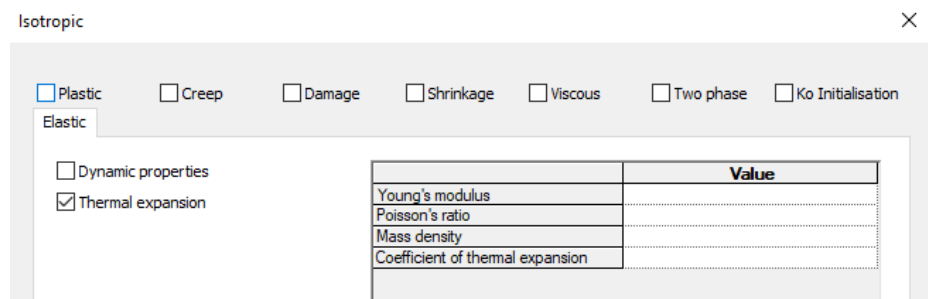 Isotropic
Plastic Creep Damage Shrinkage Viscous Two phase Ko Initialisation
Elastic
Dynamic properties
Thermal expansion
Value
Young's modulus
Poisson's ratio
Mass density
Coefficient of thermal expansion